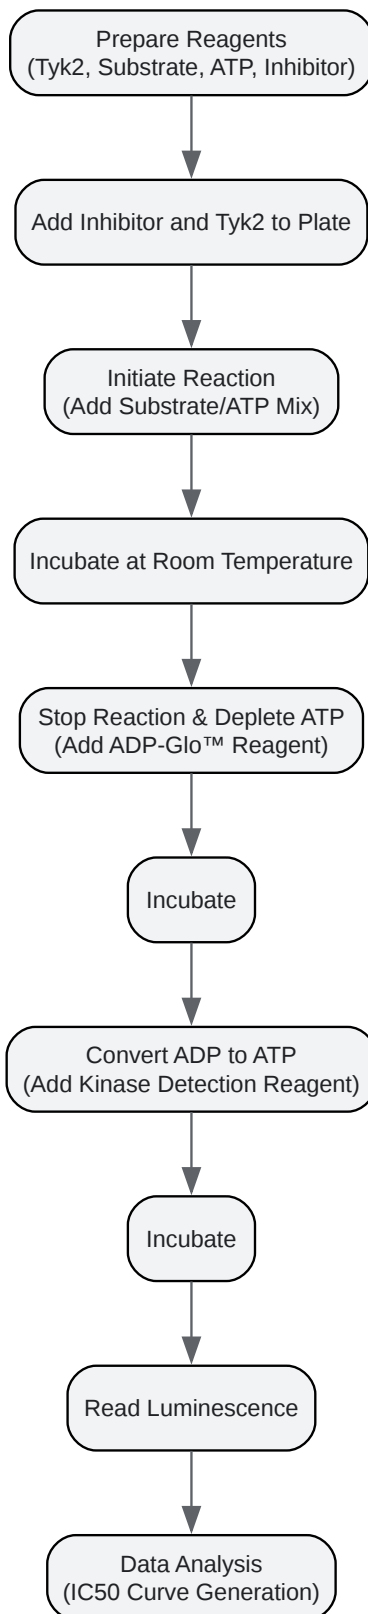 Prepare Reagents
(Tyk2, Substrate, ATP, Inhibitor)
Add Inhibitor and Tyk2 to Plate
Initiate Reaction
(Add Substrate/ATP Mix)
Incubate at Room Temperature
Stop Reaction & Deplete ATP
(Add ADP-Glo™ Reagent)
Incubate
Convert ADP to ATP
(Add Kinase Detection Reagent)
Incubate
Read Luminescence
Data Analysis
(IC50 Curve Generation)